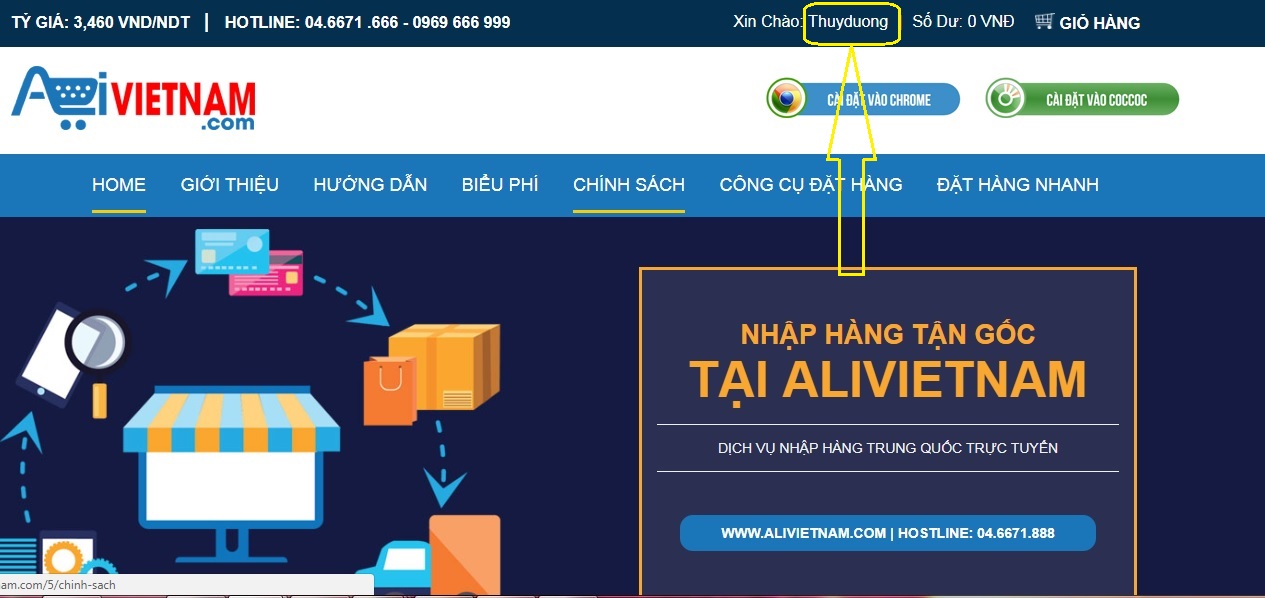 TỶ GIÁ: 3,460 VND/NDT | HOTLINE: 04.6671 .666 - 0969 666 999
Xin Chào: Thuyduong Số Dư: 0 VNĐ GIỎ HÀNG
AliVIETNAM
.com
CÀI ĐẶT VÀO CHROME CÀI ĐẶT VÀO COCCOC
HOME GIỚI THIỆU HƯỚNG DẪN BIỂU PHÍ CHÍNH SÁCH CÔNG CỤ ĐẶT HÀNG ĐẶT HÀNG NHANH
NHẬP HÀNG TẬN GỐC
TẠI ALIVIETNAM
DỊCH VỤ NHẬP HÀNG TRUNG QUỐC TRỰC TUYẾN
WWW.ALIVIETNAM.COM | HOSTLINE: 04.6671.888
am.com/5/chinh-sach